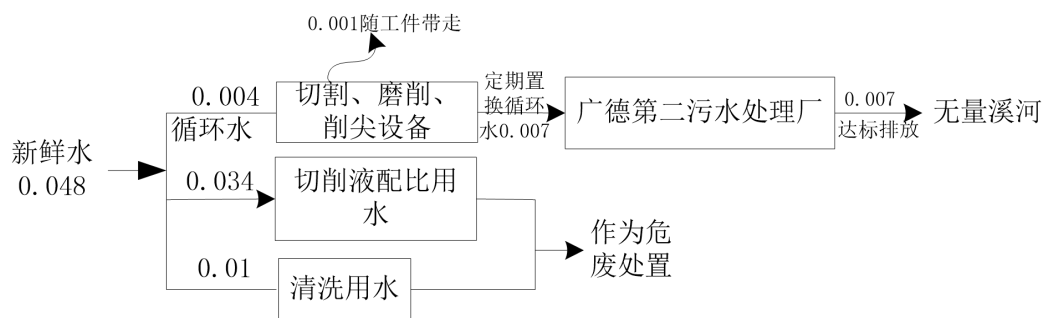 0.001随工件带走
新鲜水
0.048
0.004
循环水
切割、磨削、
削尖设备
定期置
换循环
水0.007
广德第二污水处理厂
0.007
达标排放
无量溪河
0.034
切削液配比用
水
0.01
清洗用水
作为危
废处置